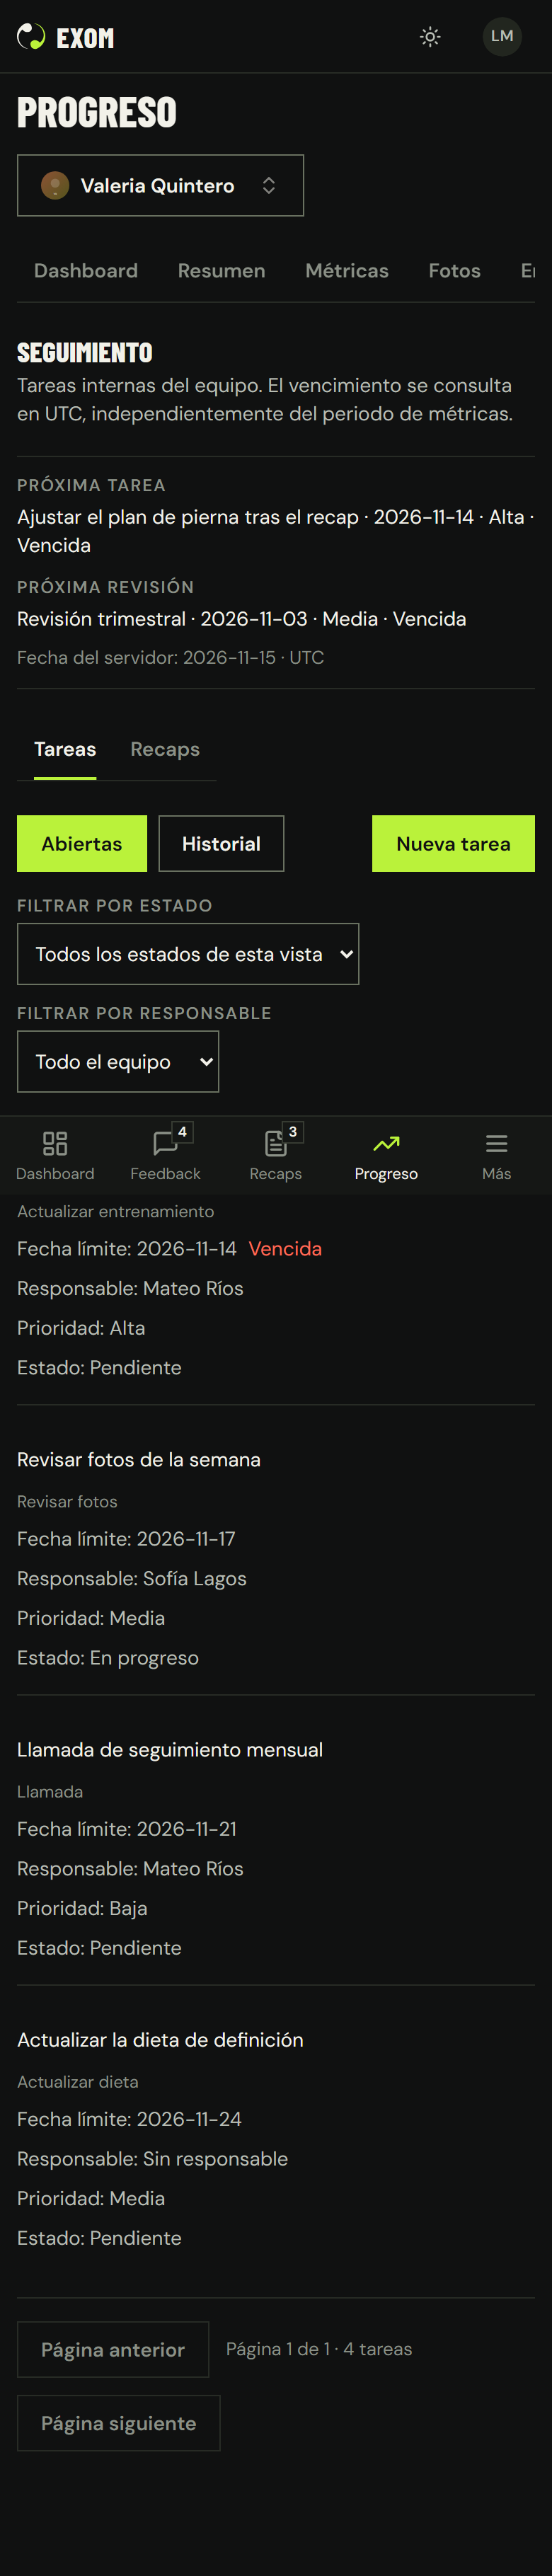 EXOM
LM
PROGRESO
Valeria Quintero
Dashboard Resumen Métricas Fotos
SEGUIMIENTO
Tareas internas del equipo. El vencimiento se consulta
en UTC, independientemente del periodo de métricas.
PRÓXIMA TAREA
Ajustar el plan de pierna tras el recap · 2026-11-14 · Alta ·
Vencida
PRÓXIMA REVISIÓN
Revisión trimestral · 2026-11-03 · Media · Vencida
Fecha del servidor: 2026-11-15 · UTC
Tareas Recaps
Abiertas Historial Nueva tarea
FILTRAR POR ESTADO
Todos los estados de esta vista
FILTRAR POR RESPONSABLE
Todo el equipo
4 3
Dashboard Feedback Recaps Progreso Más
Actualizar entrenamiento
Fecha límite: 2026-11-14 Vencida
Responsable: Mateo Ríos
Prioridad: Alta
Estado: Pendiente
Revisar fotos de la semana
Revisar fotos
Fecha límite: 2026-11-17
Responsable: Sofía Lagos
Prioridad: Media
Estado: En progreso
Llamada de seguimiento mensual
Llamada
Fecha límite: 2026-11-21
Responsable: Mateo Ríos
Prioridad: Baja
Estado: Pendiente
Actualizar la dieta de definición
Actualizar dieta
Fecha límite: 2026-11-24
Responsable: Sin responsable
Prioridad: Media
Estado: Pendiente
Página anterior Página 1 de 1 · 4 tareas
Página siguiente